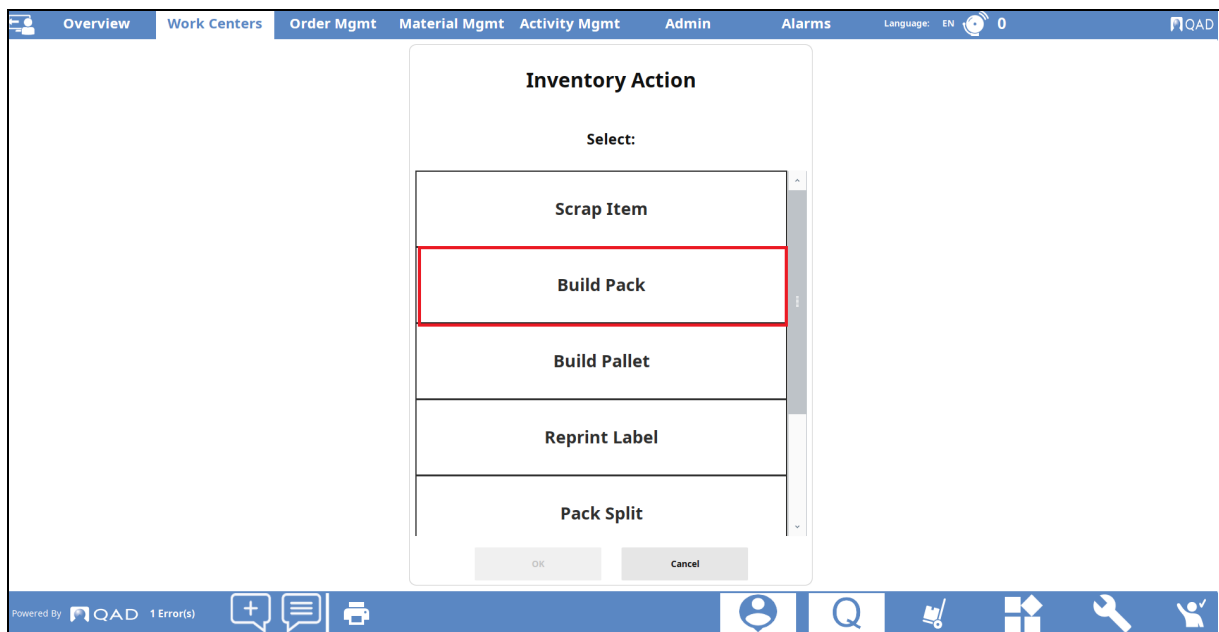 Overview Work Centers Order Mgmt Material Mgmt Activity Mgmt Admin Alarms Language: EN 0 QAD
Inventory Action
Select:
Scrap Item
Build Pack
Build Pallet
Reprint Label
Pack Split
OK Cancel
Powered By QAD 1 Error(s) Q